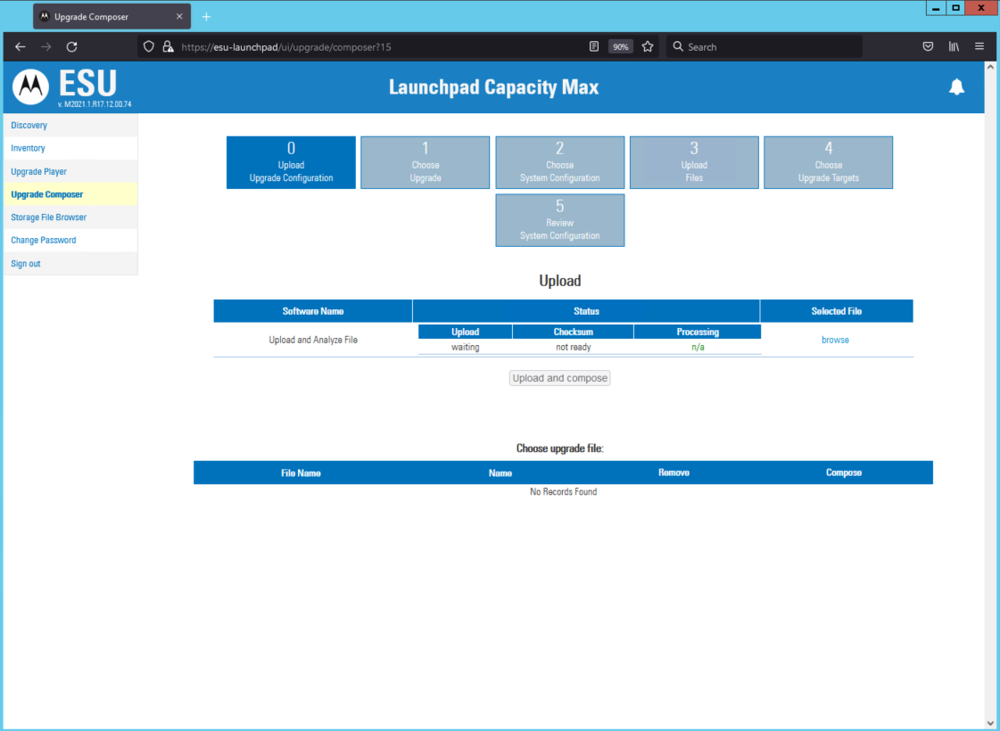 Upgrade Composer
https://esu-launchpad/ui/upgrade/composer?15
90%
Search
ESU
v. M2021.1.R17.12.00.74
Launchpad Capacity Max
Discovery
Inventory
Upgrade Player
Upgrade Composer
Storage File Browser
Change Password
Sign out
0
Upload
Upgrade Configuration
1
Choose
Upgrade
2
Choose
System Configuration
3
Upload
Files
4
Choose
Upgrade Targets
5
Review
System Configuration
Upload
Software Name
Status
Selected File
Upload and Analyze File
Upload
Checksum
Processing
waiting
not ready
n/a
browse
Upload and compose
Choose upgrade file:
File Name
Name
Remove
Compose
No Records Found